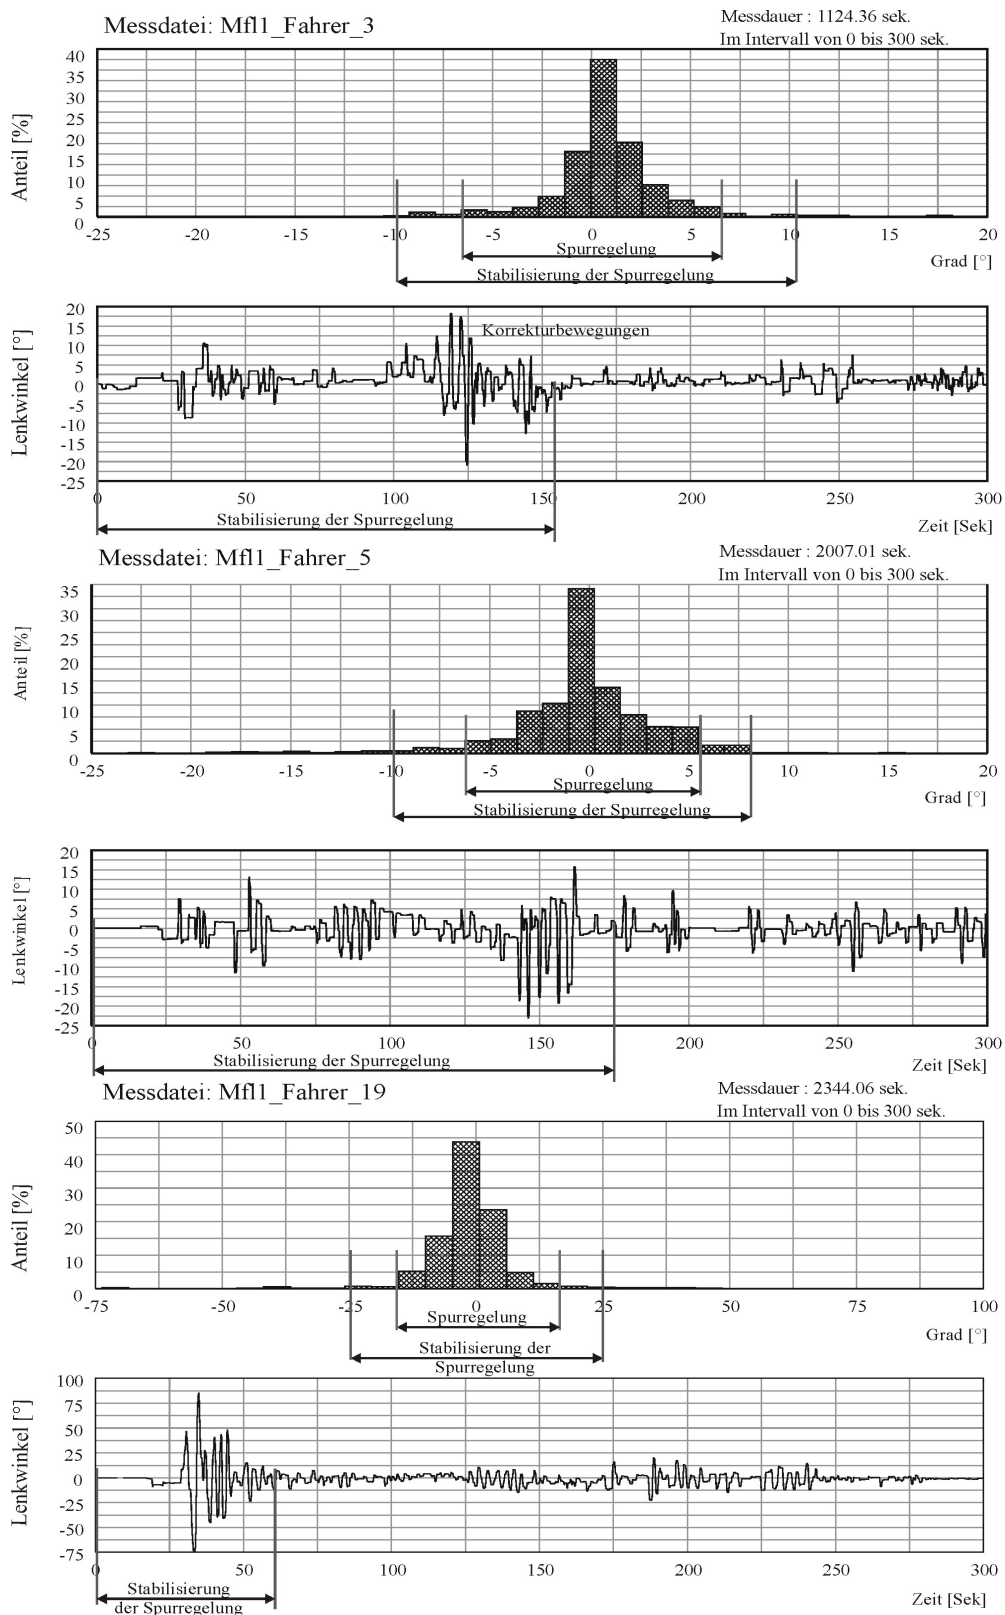 Messdatei: Mfl1_Fahrer_3
Messdauer : 1124.36 sek.
Im Intervall von 0 bis 300 sek.
Anteil [%]
40
35
30
25
20
15
10
5
0
-25 -20 -15 -10 -5 0 5 10 15 20
Spurregelung
Grad [°]
Stabilisierung der Spurregelung
Lenkwinkel [°]
20
15
10
5
0
-5
-10
-15
-20
-25
Korrekturbewegungen
0 50 100 150 200 250 300
Stabilisierung der Spurregelung
Zeit [Sek]
Messdatei: Mfl1_Fahrer_5
Messdauer : 2007.01 sek.
Im Intervall von 0 bis 300 sek.
Anteil [%]
35
30
25
20
15
10
5
0
-25 -20 -15 -10 -5 0 5 10 15 20
Spurregelung
Grad [°]
Stabilisierung der Spurregelung
Lenkwinkel [°]
20
15
10
5
0
-5
-10
-15
-20
-25
0 50 100 150 200 250 300
Stabilisierung der Spurregelung
Zeit [Sek]
Messdatei: Mfl1_Fahrer_19
Messdauer : 2344.06 sek.
Im Intervall von 0 bis 300 sek.
Anteil [%]
50
40
30
20
10
0
-75 -50 -25 0 25 50 75 100
Spurregelung
Grad [°]
Stabilisierung der
Spurregelung
Lenkwinkel [°]
100
75
50
25
0
-25
-50
-75
0 50 100 150 200 250 300
Stabilisierung
der Spurregelung
Zeit [Sek]